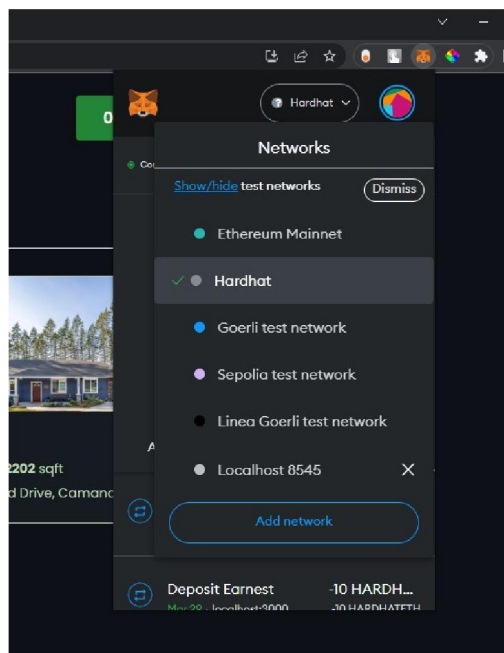 Hardhat
0
Co
Networks
Show/hide test networks
Dismiss
Ethereum Mainnet
Hardhat
Goerli test network
Sepolia test network
Linea Goerli test network
A
Localhost 8545
2202 sqft
d Drive, Camano
Add network
Deposit Earnest
-10 HARDH...
Mar 29 · localhost:3000
-10 HARDHATETH